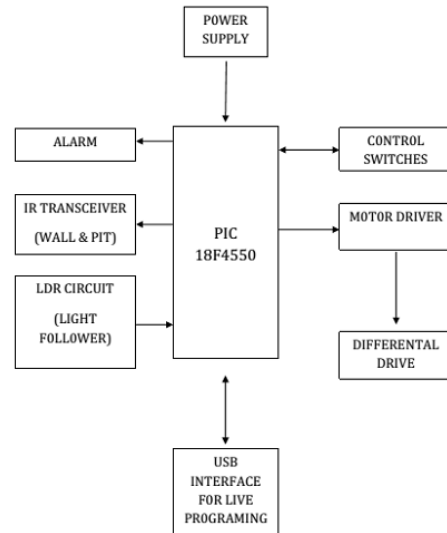 POWER
SUPPLY
ALARM
CONTROL
SWITCHES
IR TRANSCEIVER
(WALL & PIT)
MOTOR DRIVER
PIC
18F4550
LDR CIRCUIT
(LIGHT
FOLLOWER)
DIFFERENTAL
DRIVE
USB
INTERFACE
FOR LIVE
PROGRAMING